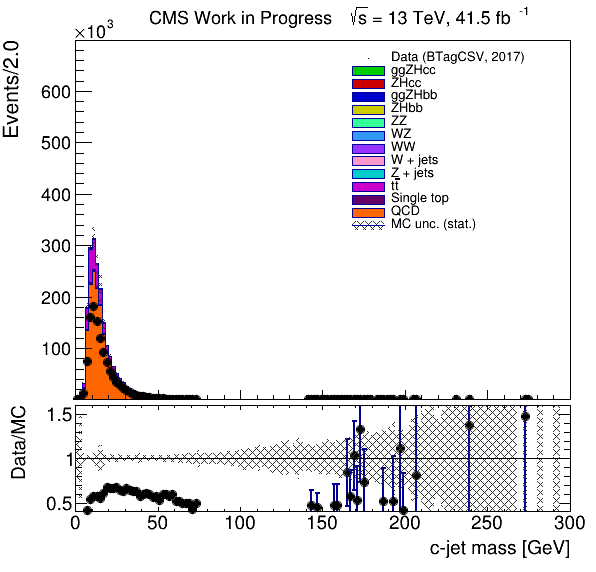 CMS Work in Progress √s = 13 TeV, 41.5 fb⁻¹
×10³
Events/2.0
600
400
300
200
100
Data (BTagCSV, 2017)
ggZHcc
ZHcc
ggZHbb
ZHbb
ZZ
WZ
WW
W + jets
Z + jets
tt̅
Single top
QCD
MC unc. (stat.)
Data/MC
1.5
1
0.5
0 50 100 150 200 250 300
c-jet mass [GeV]